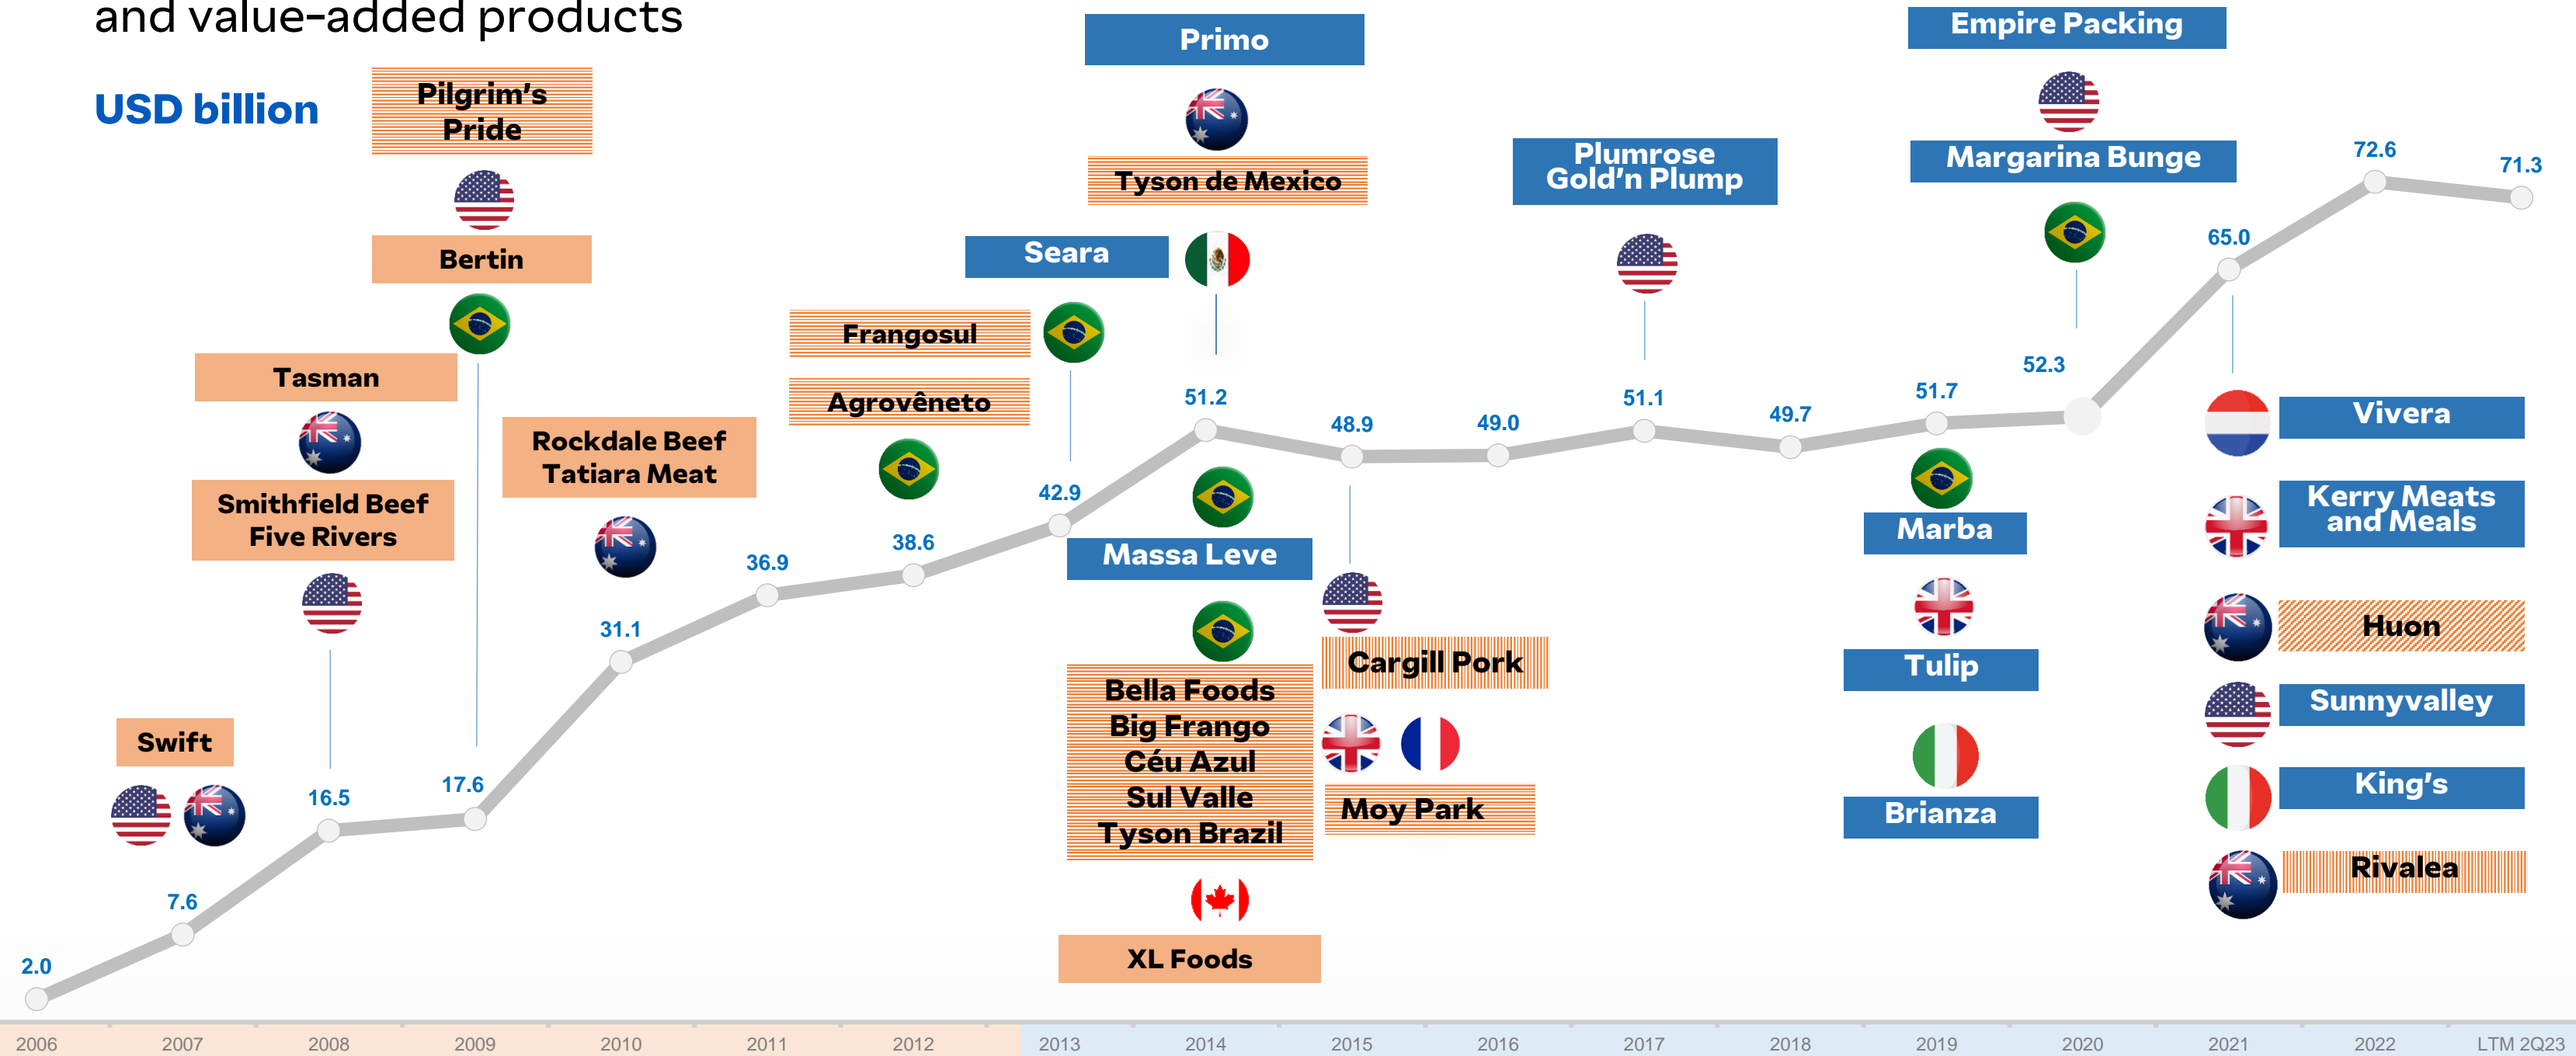 and value-added products
USD billion
Pilgrim's
Pride
Bertin
Tasman
Smithfield Beef
Five Rivers
Swift
Rockdale Beef
Tatiara Meat
Frangosul
Agrovêneto
Seara
Primo
Tyson de Mexico
Massa Leve
Bella Foods
Big Frango
Céu Azul
Sul Valle
Tyson Brazil
XL Foods
Cargill Pork
Moy Park
Plumrose
Gold'n Plump
Marba
Tulip
Brianza
Empire Packing
Margarina Bunge
Vivera
Kerry Meats
and Meals
Huon
Sunnyvalley
King's
Rivalea
2.0
7.6
16.5
17.6
31.1
36.9
38.6
42.9
51.2
48.9
49.0
51.1
49.7
51.7
52.3
65.0
72.6
71.3
2006
2007
2008
2009
2010
2011
2012
2013
2014
2015
2016
2017
2018
2019
2020
2021
2022
LTM 2Q23